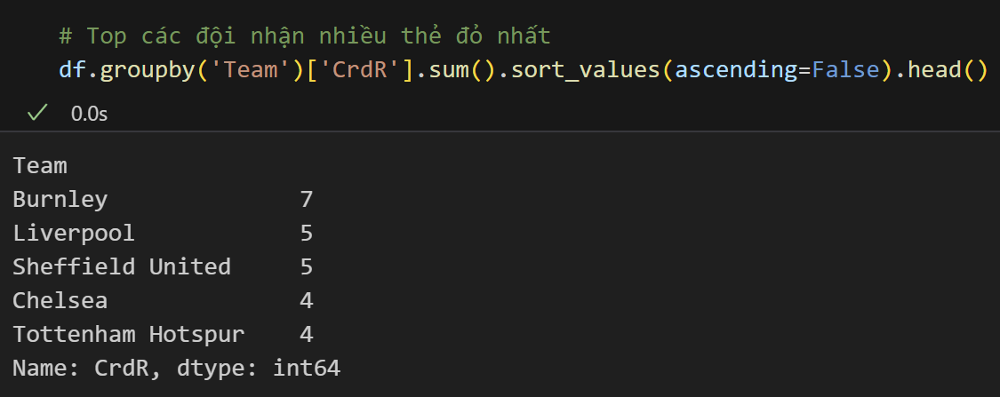 # Top các đội nhận nhiều thẻ đỏ nhất
df.groupby('Team')['CrdR'].sum().sort_values(ascending=False).head()
0.0s
Team
Burnley 7
Liverpool 5
Sheffield United 5
Chelsea 4
Tottenham Hotspur 4
Name: CrdR, dtype: int64